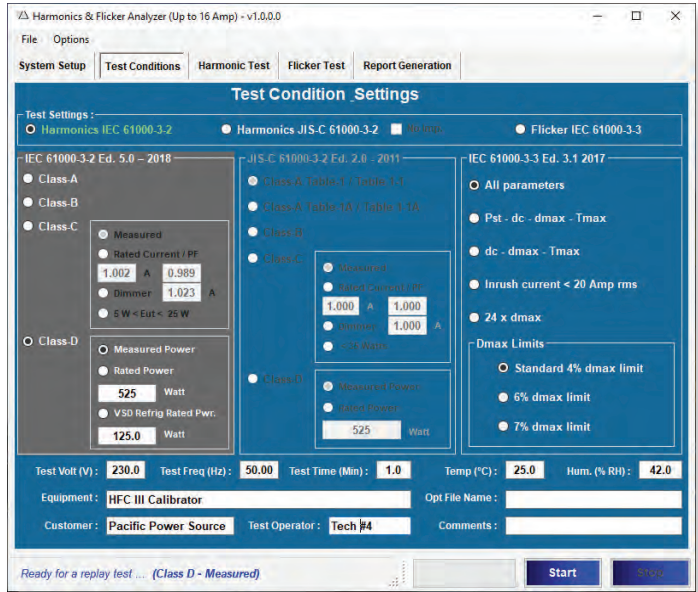 Harmonics & Flicker Analyzer (Up to 16 Amp) - v1.0.0.0
File Options
System Setup Test Conditions Harmonic Test Flicker Test Report Generation
Test Condition _Settings
Test Settings :
Harmonics IEC 61000-3-2 Harmonics JIS-C 61000-3-2 Flicker IEC 61000-3-3
IEC 61000-3-2 Ed. 5.0 – 2018
Class-A
Class-B
Class-C
Measured
Rated Current / PF
1.002 A 0.989
Dimmer 1.023 A
5 W < Eut < 25 W
Class-D
Measured Power
Rated Power
525 Watt
VSD Refrig Rated Pwr.
125.0 Watt
JIS-C 61000-3-2 Ed. 2.0 - 2011
Class-A Table 1 / Table 3.1
Class-A Table 1A / Table 3.1A
Class-B
Class-C
Measured
Rated Current / PF
1.000 A 1.000
Dimmer 1.000 A
Class-D
Measured Power
Rated Power
525 Watt
IEC 61000-3-3 Ed. 3.1 2017
All parameters
Pst - dc - dmax - Tmax
dc - dmax - Tmax
Inrush current < 20 Amp rms
24 x dmax
Dmax Limits
Standard 4% dmax limit
6% dmax limit
7% dmax limit
Test Volt (V) : 230.0 Test Freq (Hz) : 50.00 Test Time (Min) : 1.0 Temp (°C) : 25.0 Hum. (% RH) : 42.0
Equipment : HFC III Calibrator Opt File Name :
Customer : Pacific Power Source Test Operator : Tech #4 Comments :
Ready for a replay test ... (Class D - Measured) Start Stop